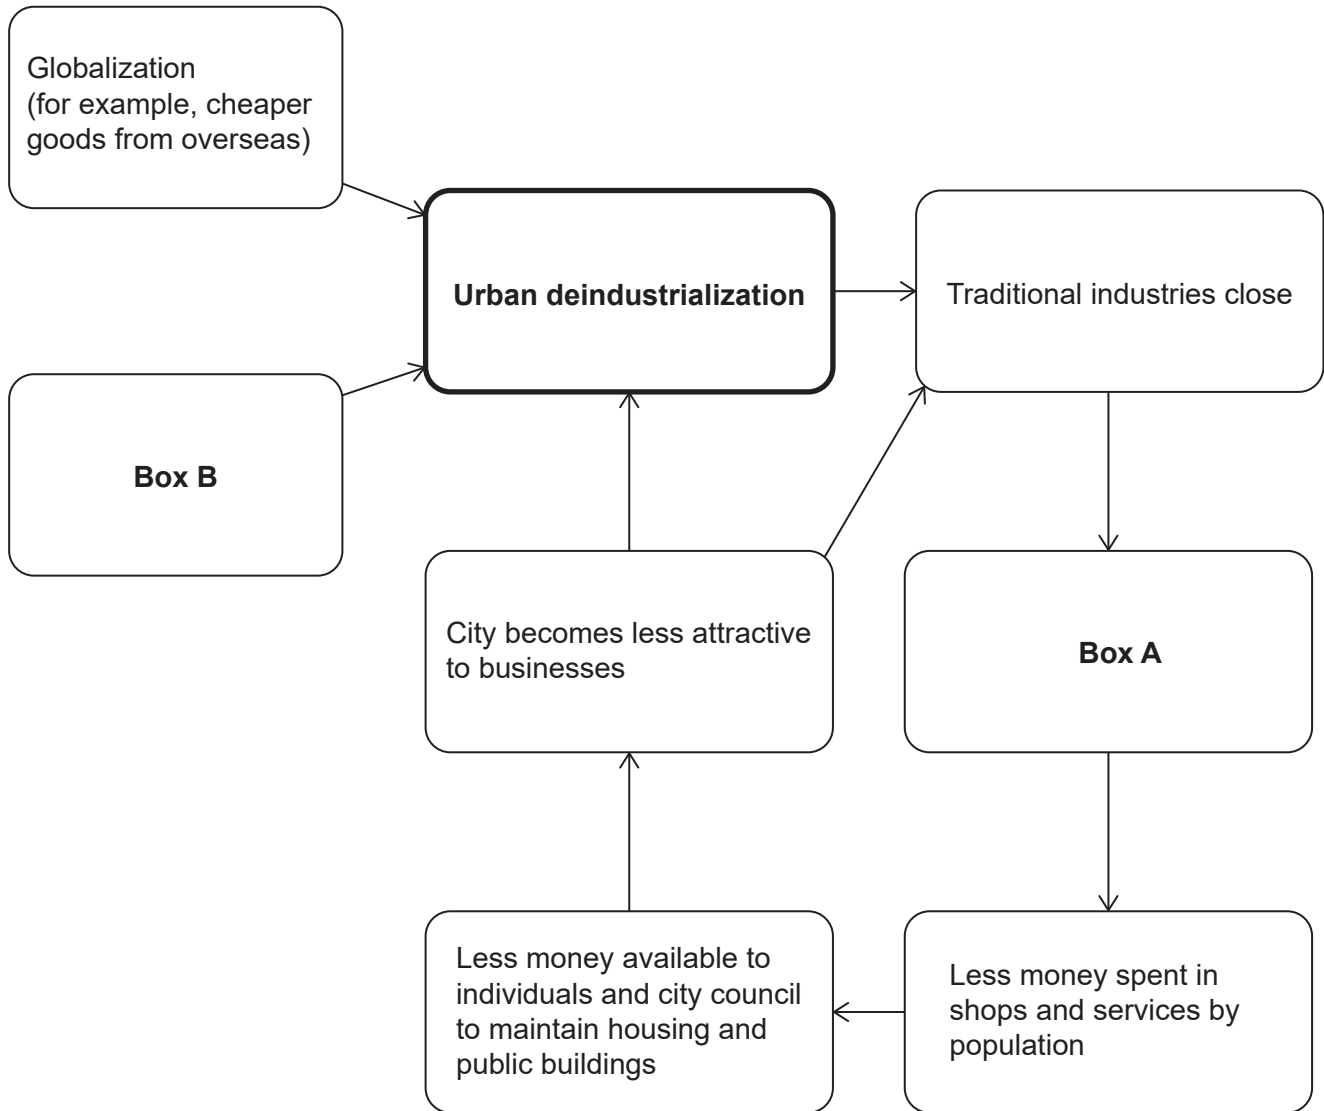 Globalization
(for example, cheaper
goods from overseas)
Urban deindustrialization
Traditional industries close
Box B
City becomes less attractive
to businesses
Box A
Less money available to
individuals and city council
to maintain housing and
public buildings
Less money spent in
shops and services by
population